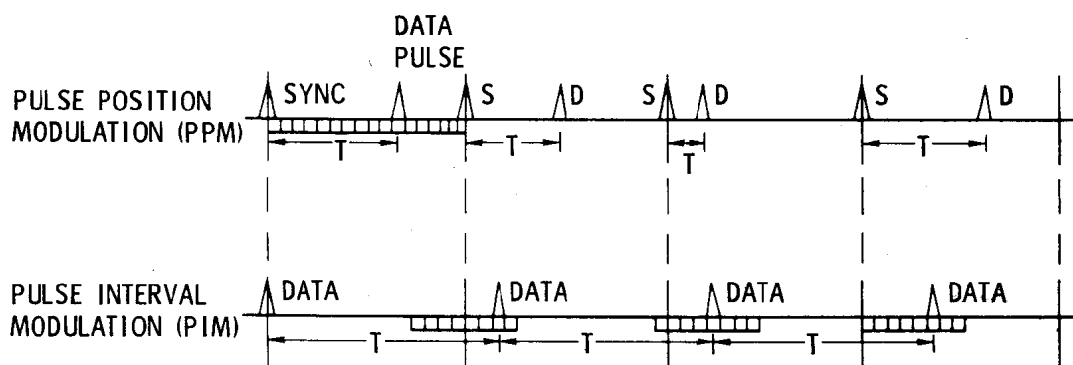 DATA
PULSE
PULSE POSITION
MODULATION (PPM)
SYNC
S
D
S
D
S
D
T
T
T
T
PULSE INTERVAL
MODULATION (PIM)
DATA
DATA
DATA
DATA
T
T
T